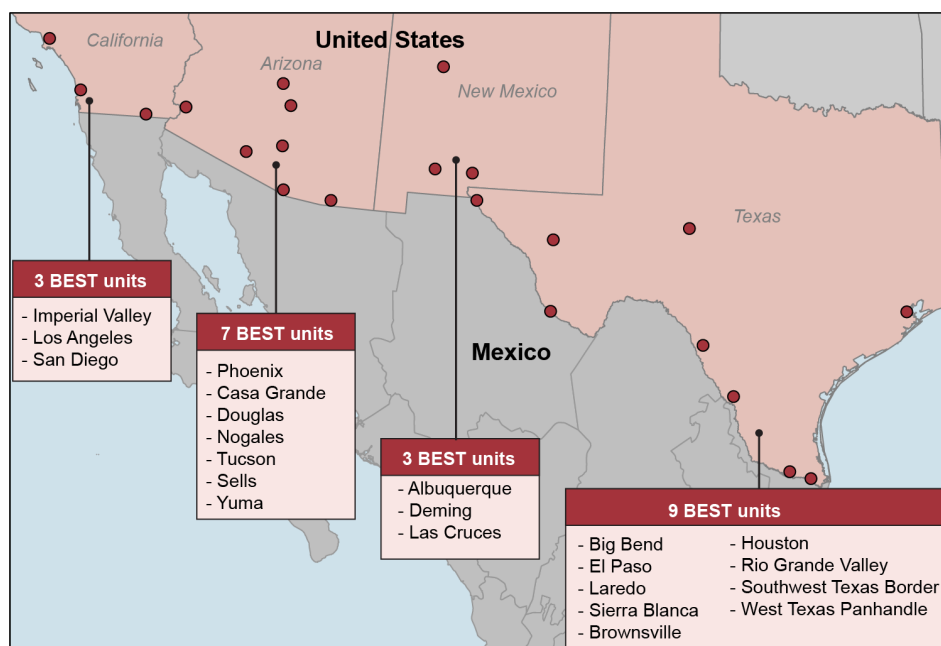 California
United States
Arizona
New Mexico
Texas
3 BEST units
- Imperial Valley
- Los Angeles
- San Diego
7 BEST units
- Phoenix
- Casa Grande
- Douglas
- Nogales
- Tucson
- Sells
- Yuma
Mexico
3 BEST units
- Albuquerque
- Deming
- Las Cruces
9 BEST units
- Big Bend
- El Paso
- Laredo
- Sierra Blanca
- Brownsville
- Houston
- Rio Grande Valley
- Southwest Texas Border
- West Texas Panhandle